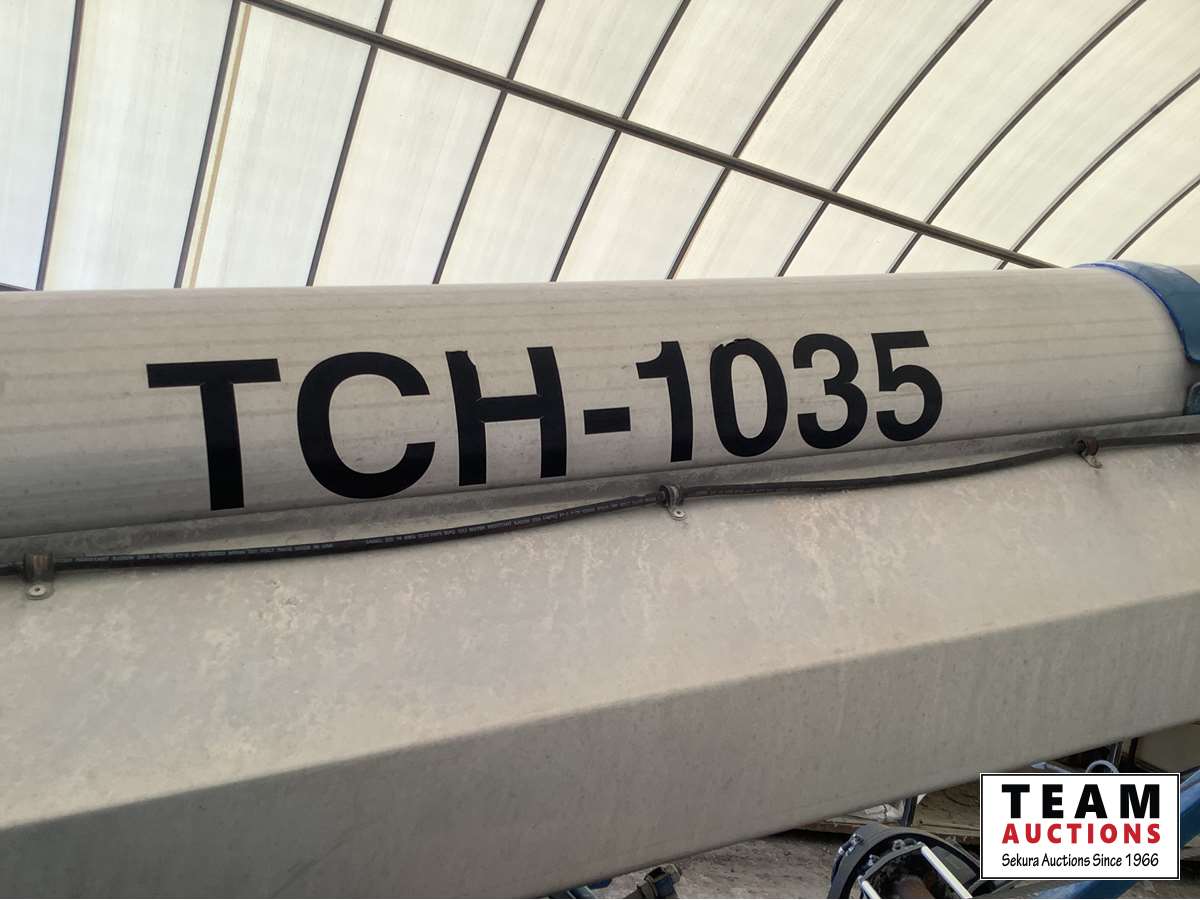 TCH-1035
TEAM
AUCTIONS
Sekura Auctions Since 1966